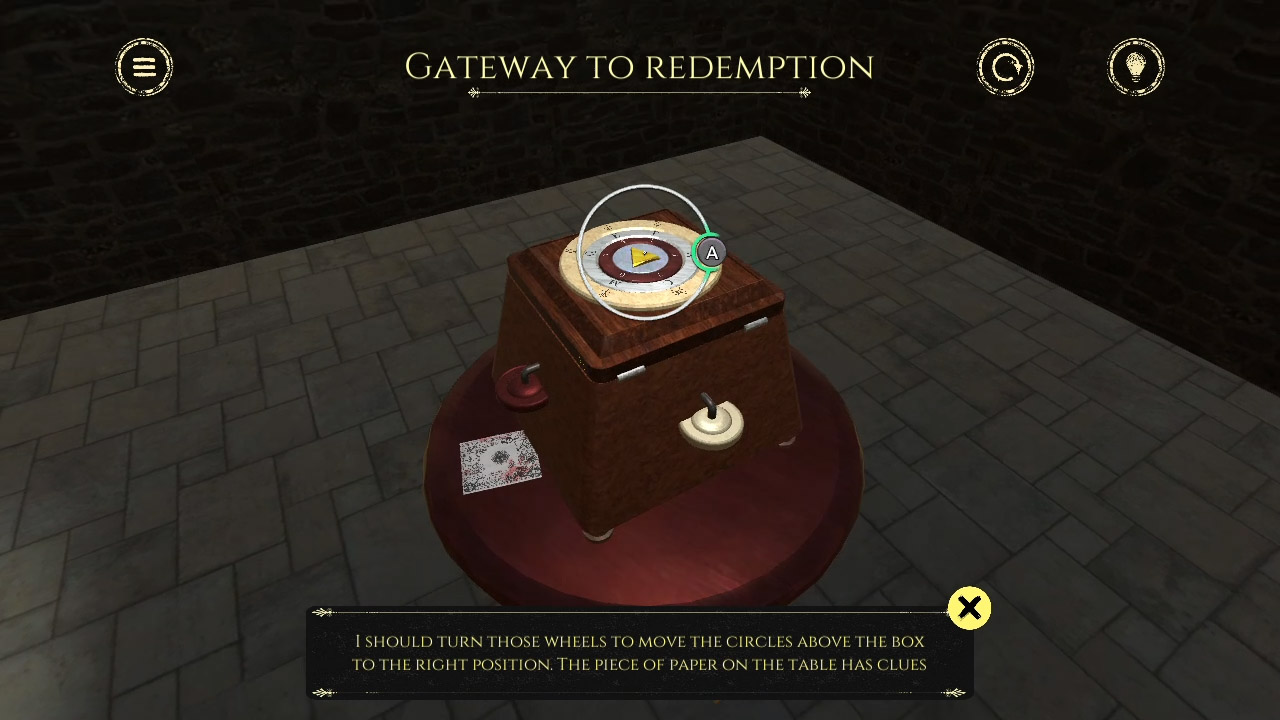 Gateway to redemption
A
I should turn those wheels to move the circles above the box
to the right position. The piece of paper on the table has clues